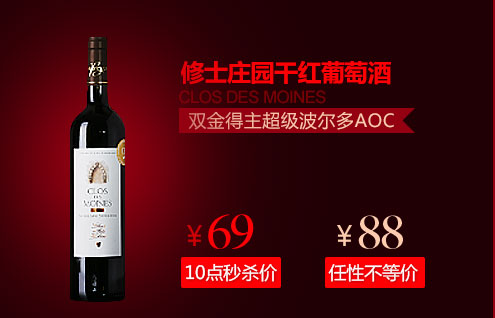 修士庄园干红葡萄酒
CLOS DES MOINES
双金得主超级波尔多AOC
CLOS
DES
MOINES
¥69
¥88
10点秒杀价
任性不等价